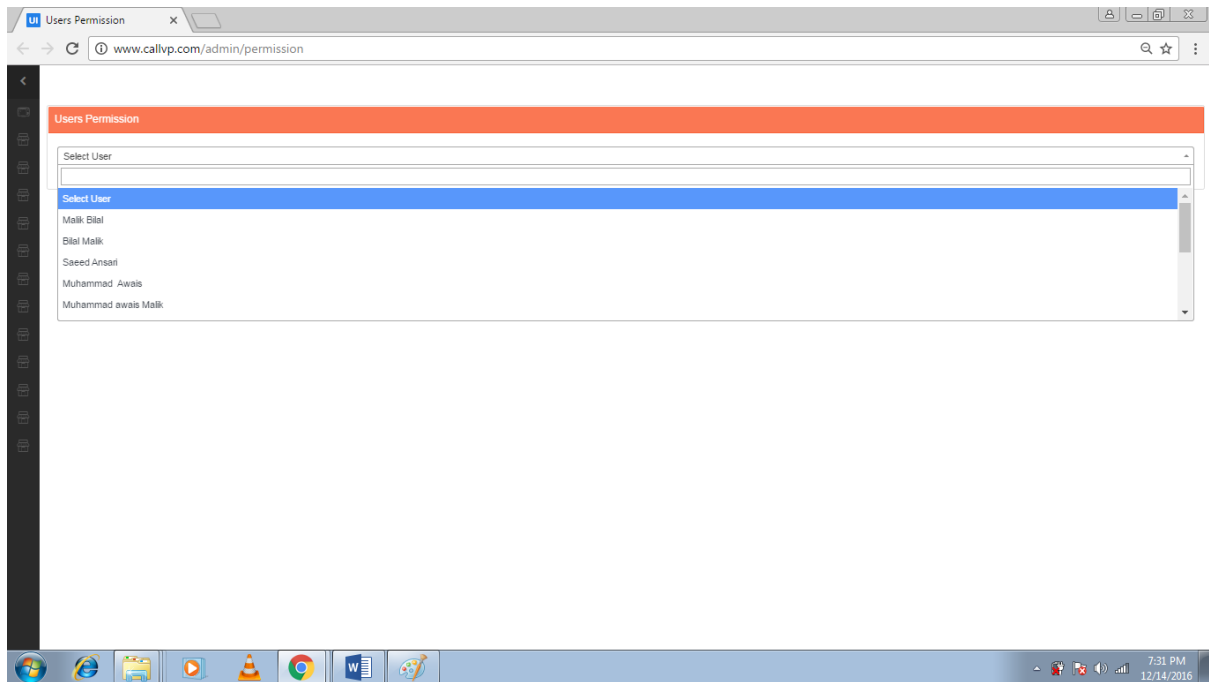 UI Users Permission
www.callvp.com/admin/permission
Users Permission
Select User
Select User
Malik Bilal
Bilal Malik
Saeed Ansari
Muhammad  Awais
Muhammad awais Malik
W
7:31 PM
12/14/2016